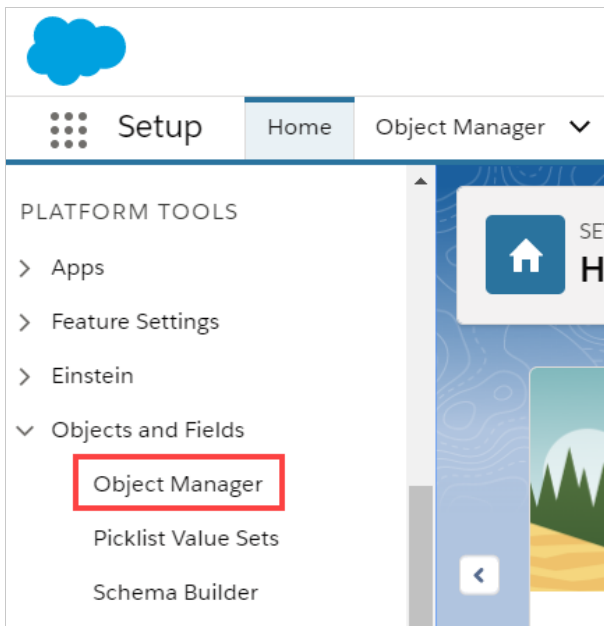 Setup
Home
Object Manager
PLATFORM TOOLS
Apps
Feature Settings
Einstein
Objects and Fields
Object Manager
Picklist Value Sets
Schema Builder
SE
H